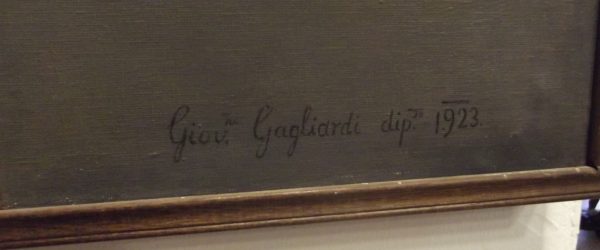 Giov.ni Gagliardi dip.se 1923.